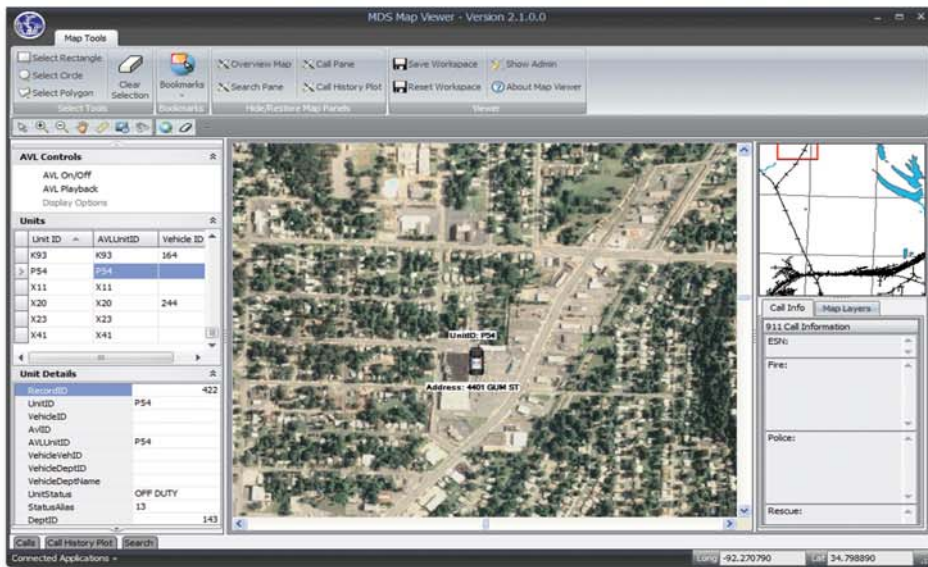 MDS Map Viewer - Version 2.1.0.0
Map Tools
Select Rectangle
Select Circle
Select Polygon
Clear
Selection
Select Tools
Bookmarks
Bookmarks
Overview Map
Call Pane
Search Pane
Call History Plot
Hide/Restore Map Panels
Save Workspace
Show Admin
Reset Workspace
About Map Viewer
Viewer
AVL Controls
AVL On/Off
AVL Playback
Display Options
Units
Unit ID AVLUnitID Vehicle ID
K93 K93 164
P54 P54
X11 X11
X20 X20 244
X23 X23
X41 X41
Unit Details
RecordID 422
UnitID P54
VehicleID
AvlID
AVLUnitID P54
VehicleVehID
VehicleDeptID
VehicleDeptName
UnitStatus OFF DUTY
StatusAlias 13
DeptID 143
UnitID: P54
Address: 4401 GUM ST
Call Info Map Layers
911 Call Information
ESN:
Fire:
Police:
Rescue:
Calls Call History Plot Search
Connected Applications
Long -92.270790 Lat 34.798890